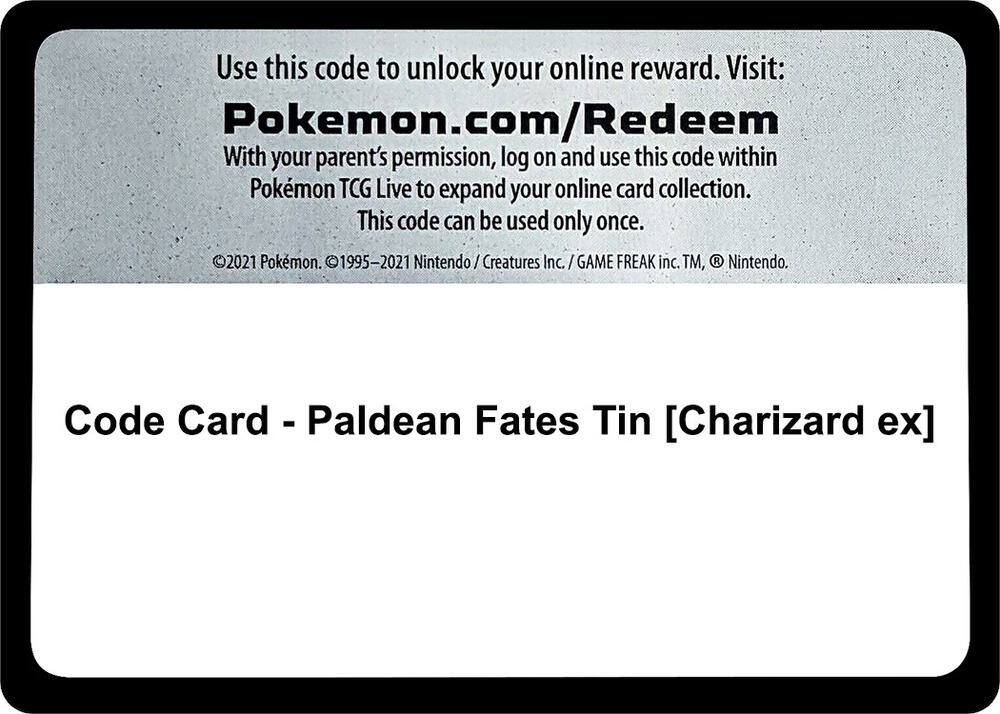 Use this code to unlock your online reward. Visit:
Pokemon.com/Redeem
With your parent's permission, log on and use this code within
Pokémon TCG Live to expand your online card collection.
This code can be used only once.
©2021 Pokémon. ©1995–2021 Nintendo / Creatures Inc. / GAME FREAK inc. TM, ® Nintendo.
Code Card - Paldean Fates Tin [Charizard ex]